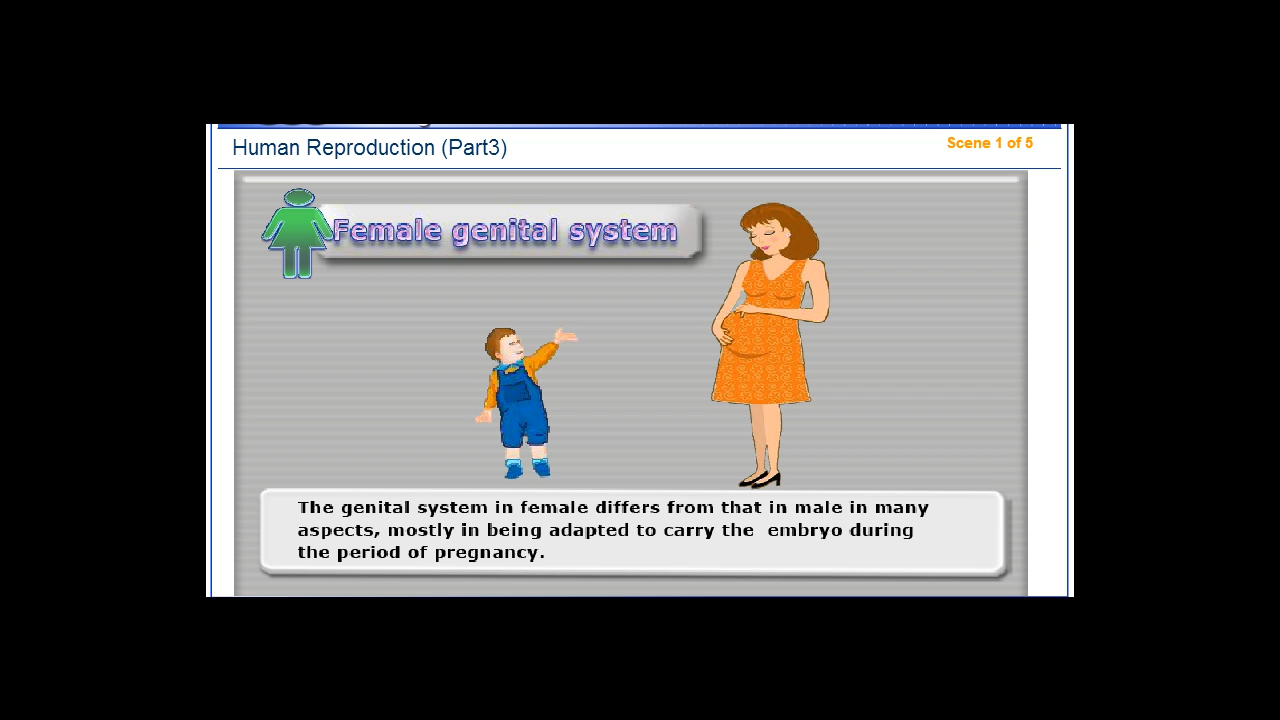 Human Reproduction (Part3)
Scene 1 of 5
Female genital system
The genital system in female differs from that in male in many
aspects, mostly in being adapted to carry the embryo during
the period of pregnancy.